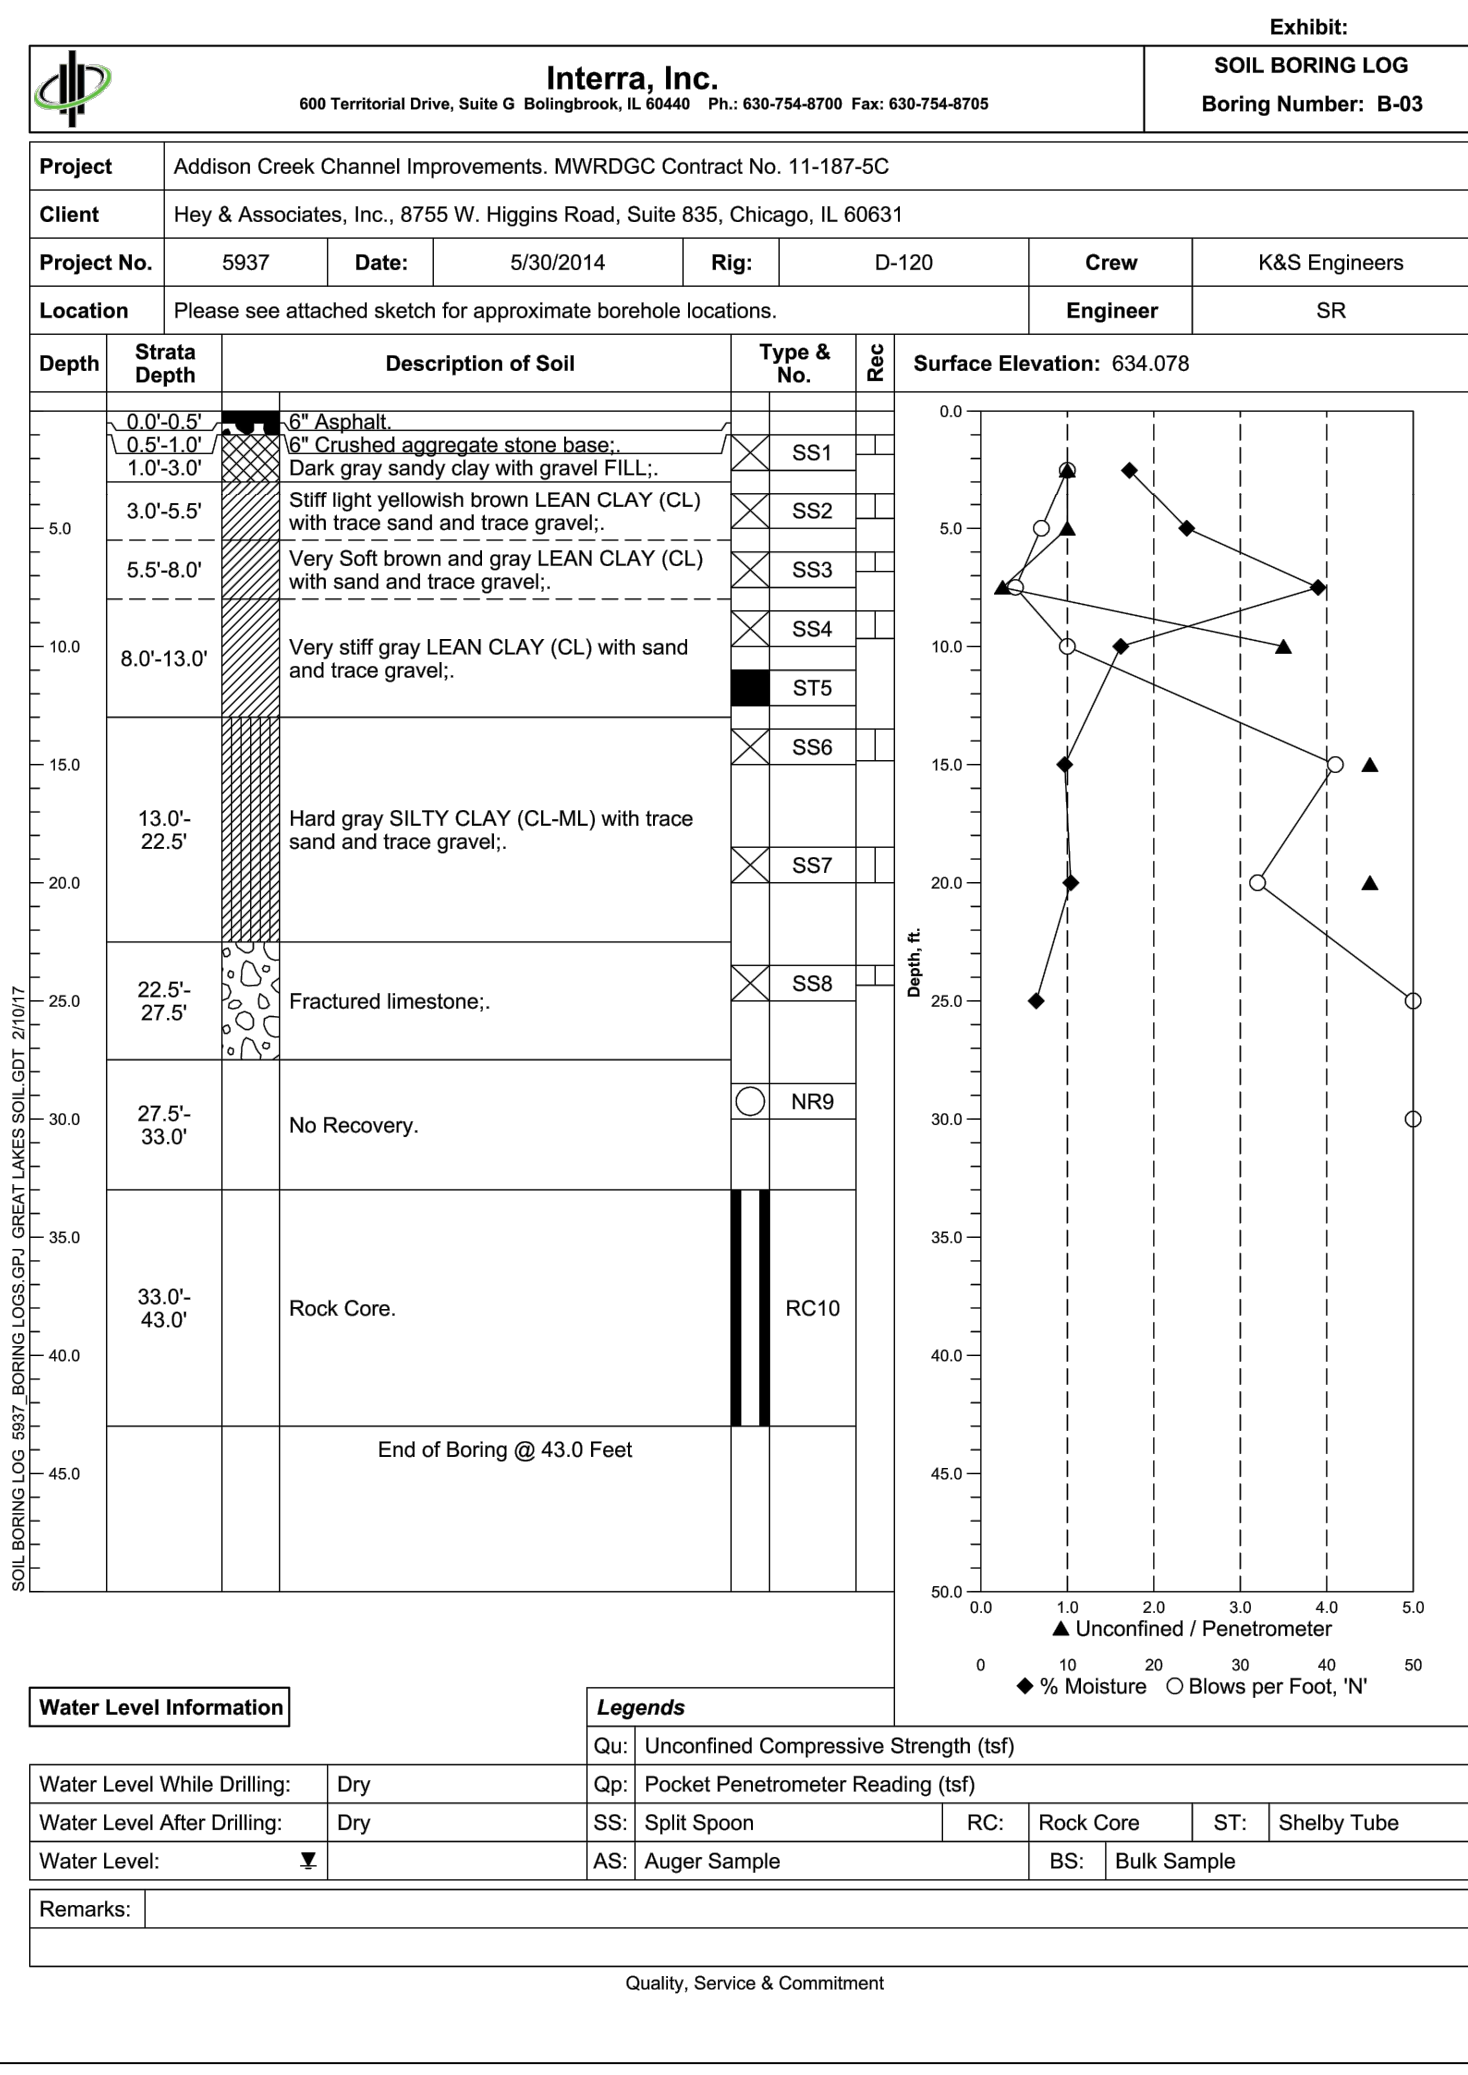 Exhibit:
Interra, Inc.
600 Territorial Drive, Suite G Bolingbrook, IL 60440 Ph.: 630-754-8700 Fax: 630-754-8705
SOIL BORING LOG
Boring Number: B-03
Project Addison Creek Channel Improvements. MWRDGC Contract No. 11-187-5C
Client Hey & Associates, Inc., 8755 W. Higgins Road, Suite 835, Chicago, IL 60631
Project No. 5937 Date: 5/30/2014 Rig: D-120 Crew K&S Engineers
Location Please see attached sketch for approximate borehole locations. Engineer SR
Depth
Strata
Depth
Description of Soil
Type &
No.
Rec
Surface Elevation: 634.078
0.0'-0.5' 6" Asphalt.
0.5'-1.0' 6" Crushed aggregate stone base;.
1.0'-3.0' Dark gray sandy clay with gravel FILL;.
SS1
3.0'-5.5'
Stiff light yellowish brown LEAN CLAY (CL)
with trace sand and trace gravel;.
SS2
5.0
5.5'-8.0'
Very Soft brown and gray LEAN CLAY (CL)
with sand and trace gravel;.
SS3
SS4
10.0
8.0'-13.0'
Very stiff gray LEAN CLAY (CL) with sand
and trace gravel;.
ST5
SS6
15.0
13.0'-
22.5'
Hard gray SILTY CLAY (CL-ML) with trace
sand and trace gravel;.
SS7
20.0
22.5'-
27.5'
Fractured limestone;.
SS8
25.0
27.5'-
33.0'
No Recovery.
NR9
30.0
35.0
33.0'-
43.0'
Rock Core.
RC10
40.0
End of Boring @ 43.0 Feet
45.0
SOIL BORING LOG 5937_BORING LOGS.GPJ GREAT LAKES SOIL.GDT 2/10/17
0.0
5.0
10.0
15.0
20.0
Depth, ft.
25.0
30.0
35.0
40.0
45.0
50.0
0.0 1.0 2.0 3.0 4.0 5.0
▲ Unconfined / Penetrometer
0 10 20 30 40 50
◆ % Moisture ○ Blows per Foot, 'N'
Water Level Information
Legends
Qu: Unconfined Compressive Strength (tsf)
Water Level While Drilling: Dry
Qp: Pocket Penetrometer Reading (tsf)
Water Level After Drilling: Dry
SS: Split Spoon RC: Rock Core ST: Shelby Tube
Water Level:
AS: Auger Sample BS: Bulk Sample
Remarks:
Quality, Service & Commitment